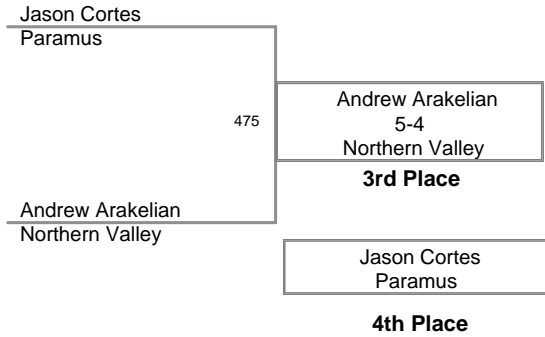 Jason Cortes
Paramus
475
Andrew Arakelian
5-4
Northern Valley
3rd Place
Andrew Arakelian
Northern Valley
Jason Cortes
Paramus
4th Place